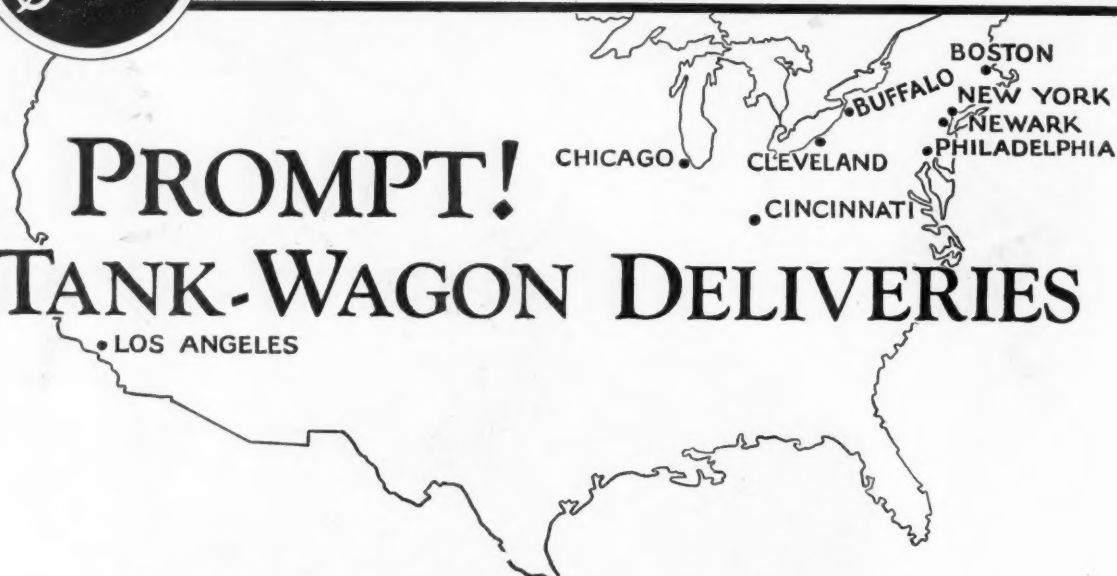 BOSTON
BUFFALO
NEW YORK
NEWARK
PHILADELPHIA
CHICAGO
CLEVELAND
CINCINNATI
PROMPT!
TANK-WAGON DELIVERIES
LOS ANGELES